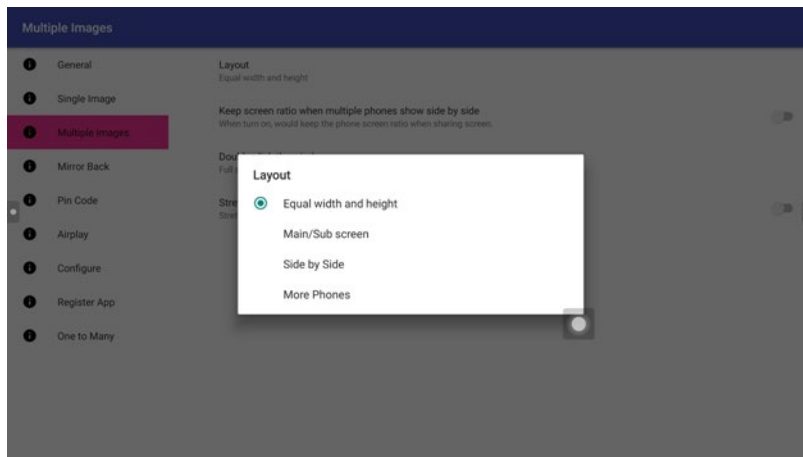 Multiple Images
General
Single Image
Multiple Images
Mirror Back
Pin Code
Airplay
Configure
Register App
One to Many
Layout
Equal width and height
Keep screen ratio when multiple phones show side by side
When turn on, would keep the phone screen ratio when sharing screen.
Full
Layout
Equal width and height
Main/Sub screen
Side by Side
More Phones